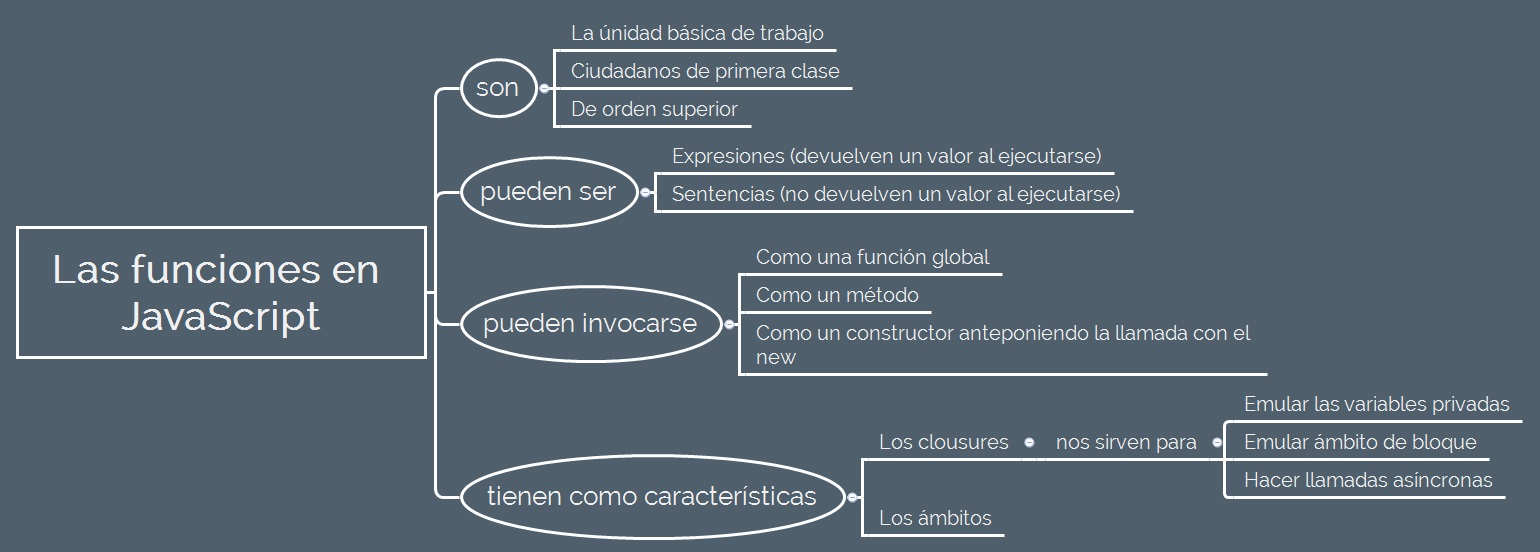 Las funciones en
JavaScript
son
La únidad básica de trabajo
Ciudadanos de primera clase
De orden superior
pueden ser
Expresiones (devuelven un valor al ejecutarse)
Sentencias (no devuelven un valor al ejecutarse)
pueden invocarse
Como una función global
Como un método
Como un constructor anteponiendo la llamada con el
new
tienen como características
Los clousures
nos sirven para
Emular las variables privadas
Emular ámbito de bloque
Hacer llamadas asíncronas
Los ámbitos